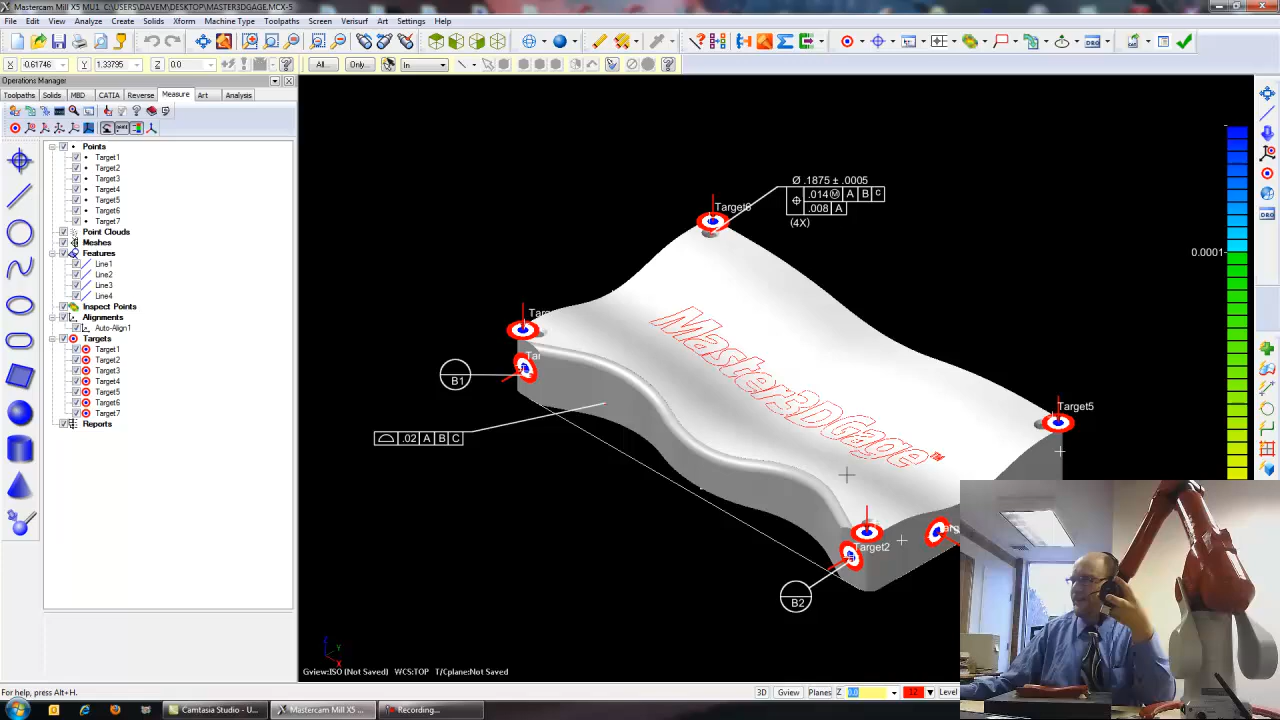 Mastercam Mill X5 MU1 C:\USERS\DAVEM\DESKTOP\MASTER3DGAGE.MCX-5
File Edit View Analyze Create Solids Xform Machine Type Toolpaths Screen Verisurf Art Settings Help
X 0.61746 Y 1.33795 Z 0.0 All... Only... In
Operations Manager
Toolpaths Solids MBD CATIA Reverse Measure Art Analysis
Points
Target1
Target2
Target3
Target4
Target5
Target6
Target7
Point Clouds
Meshes
Features
Line1
Line2
Line3
Line4
Inspect Points
Alignments
Auto-Align1
Targets
Target1
Target2
Target3
Target4
Target5
Target6
Target7
Reports
Ø .1875 ± .0005
.014Ⓜ A B C
.008 A
(4X)
Target6
0.0001
B1
.02 A B C
Master3DGage™
Target5
Target2
B2
Z
Y
X
Gview:ISO (Not Saved) WCS:TOP T/Cplane:(Not Saved)
For help, press Alt+H.
3D Gview Planes Z 0.0 12 Level
Camtasia Studio - U... Mastercam Mill X5 ... Recording...